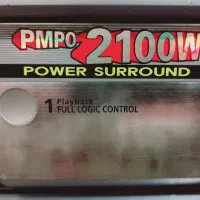 PMPO 2100W
POWER SURROUND
1 Playback
FULL LOGIC CONTROL